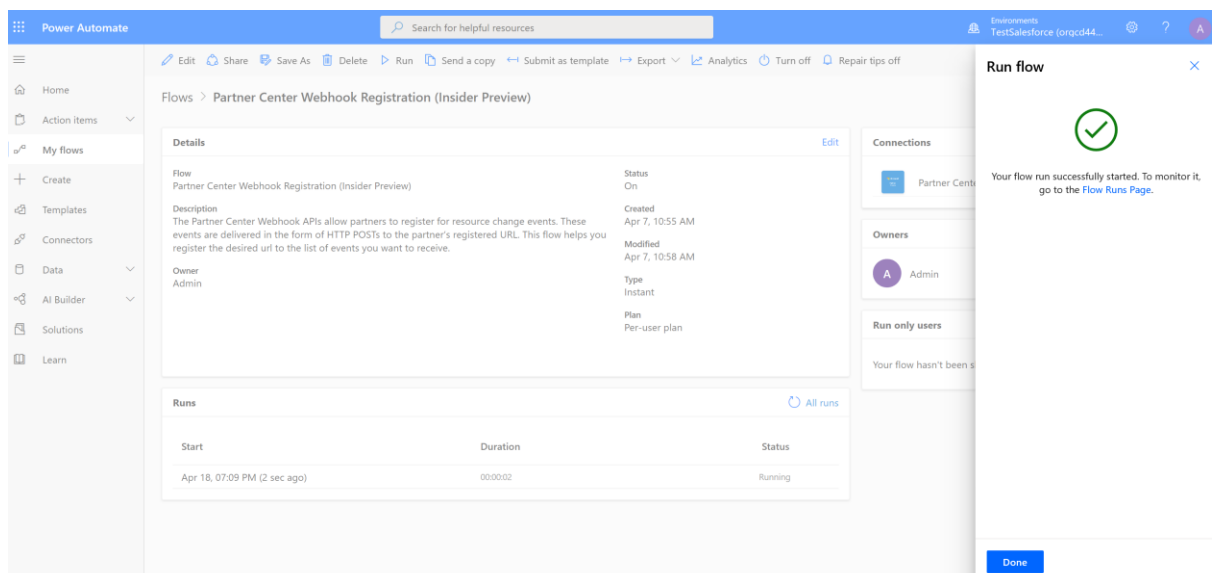 Power Automate
Search for helpful resources
Environments
TestSalesforce (orgcd44...
?
A
Edit Share Save As Delete Run Send a copy Submit as template Export Analytics Turn off Repair tips off
Home
Action items
My flows
Create
Templates
Connectors
Data
AI Builder
Solutions
Learn
Flows > Partner Center Webhook Registration (Insider Preview)
Details
Edit
Flow
Partner Center Webhook Registration (Insider Preview)
Description
The Partner Center Webhook APIs allow partners to register for resource change events. These
events are delivered in the form of HTTP POSTs to the partner's registered URL. This flow helps you
register the desired url to the list of events you want to receive.
Owner
Admin
Status
On
Created
Apr 7, 10:55 AM
Modified
Apr 7, 10:58 AM
Type
Instant
Plan
Per-user plan
Runs
All runs
Start Duration Status
Apr 18, 07:09 PM (2 sec ago) 00:00:02 Running
Connections
Partner Cente
Owners
A
Admin
Run only users
Your flow hasn't been s
Run flow
Your flow run successfully started. To monitor it,
go to the Flow Runs Page.
Done